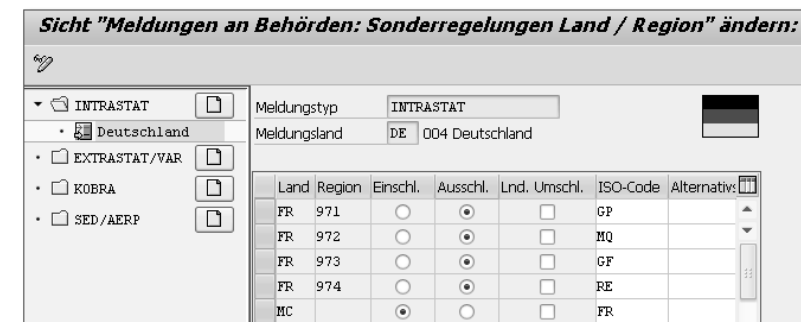 Sicht "Meldungen an Behörden: Sonderregelungen Land / Region" ändern:
INTRASTAT
Deutschland
EXTRASTAT/VAR
KOBRA
SED/AERP
Meldungstyp INTRASTAT
Meldungsland DE 004 Deutschland
Land Region Einschl. Ausschl. Lnd. Umschl. ISO-Code Alternativs
FR 971 GP
FR 972 MQ
FR 973 GF
FR 974 RE
MC FR